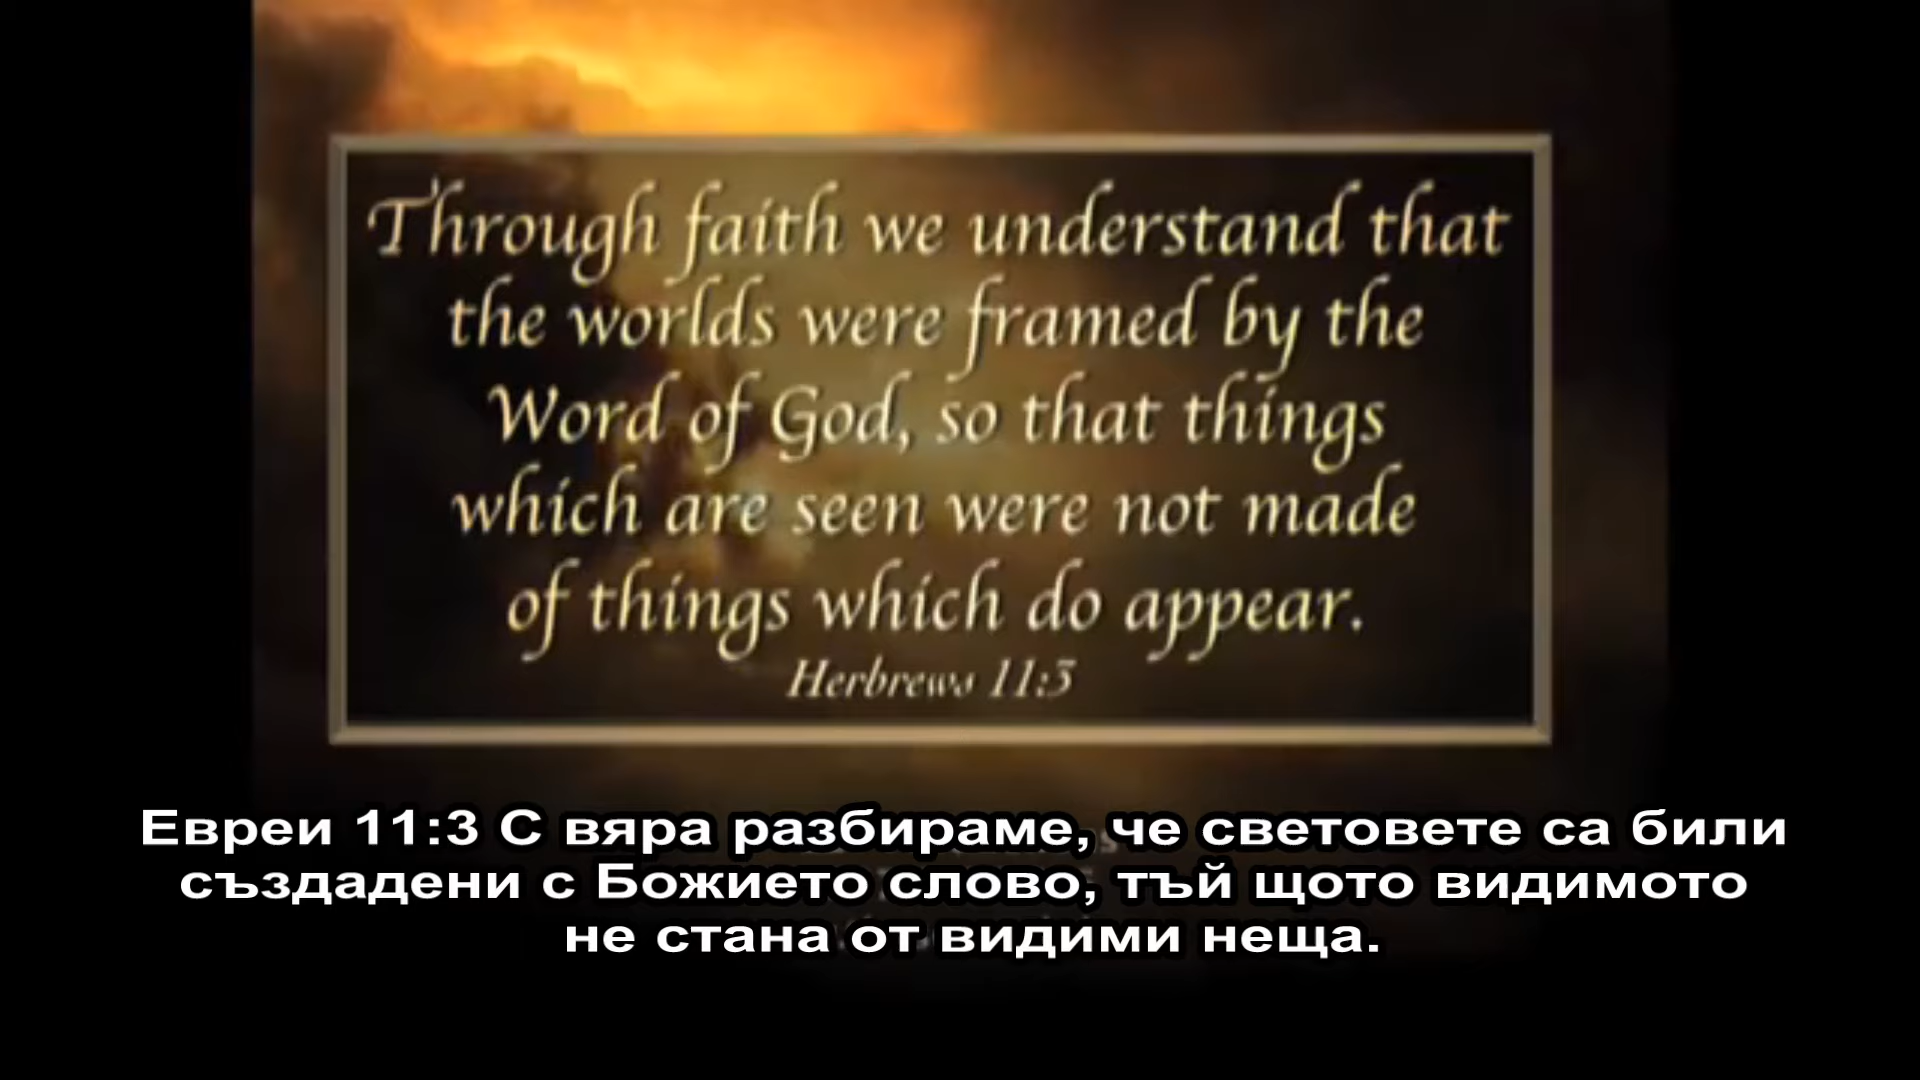 Through faith we understand that
the worlds were framed by the
Word of God, so that things
which are seen were not made
of things which do appear.
Herbrews 11:3
Евреи 11:3 С вяра разбираме, че световете са били
създадени с Божието слово, тъй щото видимото
не стана от видими неща.